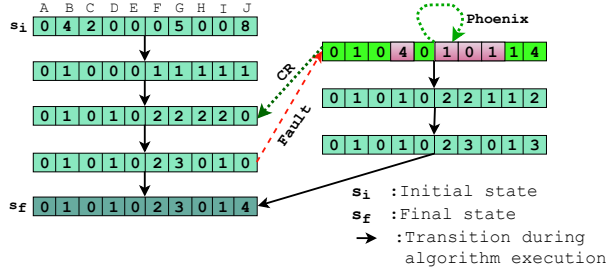 A B C D E F G H I J
s_i 0 4 2 0 0 0 5 0 0 8
Phoenix
0 1 0 4 0 1 0 1 1 4
0 1 0 0 0 1 1 1 1 1
CR
0 1 0 1 0 2 2 1 1 2
0 1 0 1 0 2 2 2 2 0
Fault
0 1 0 1 0 2 3 0 1 3
0 1 0 1 0 2 3 0 1 0
s_f 0 1 0 1 0 2 3 0 1 4
s_i :Initial state
s_f :Final state
:Transition during
algorithm execution